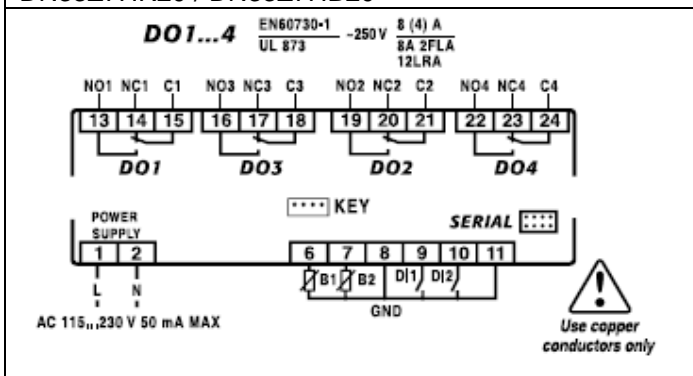 DO1...4 EN60730-1 ~250 V 8 (4) A
UL 873 8A 2FLA
12LRA
NO1 NC1 C1 NO3 NC3 C3 NO2 NC2 C2 NO4 NC4 C4
13 14 15 16 17 18 19 20 21 22 23 24
DO1 DO3 DO2 DO4
KEY
POWER SUPPLY
SERIAL
1 2 6 7 8 9 10 11
B1 B2 DI1 DI2
L N
GND
AC 115...230 V 50 mA MAX
Use copper
conductors only